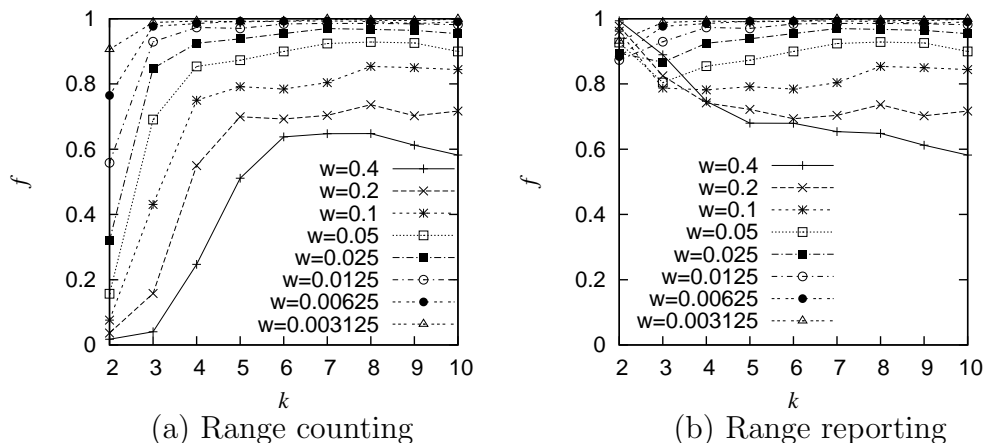 1
0.8
0.6
0.4
0.2
0
f
w=0.4
w=0.2
w=0.1
w=0.05
w=0.025
w=0.0125
w=0.00625
w=0.003125
2 3 4 5 6 7 8 9 10
k
(a) Range counting
1
0.8
0.6
0.4
0.2
0
f
w=0.4
w=0.2
w=0.1
w=0.05
w=0.025
w=0.0125
w=0.00625
w=0.003125
2 3 4 5 6 7 8 9 10
k
(b) Range reporting